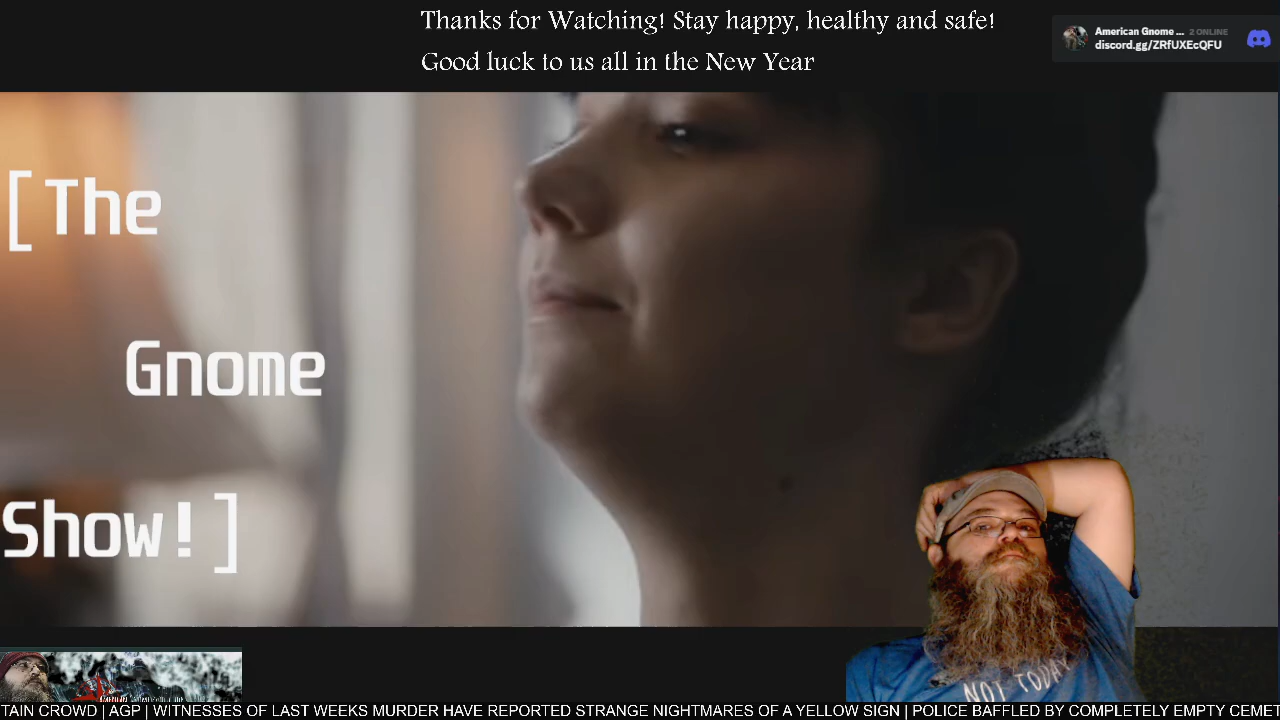 Thanks for Watching! Stay happy, healthy and safe!
Good luck to us all in the New Year
American Gnome ... 2 ONLINE
discord.gg/ZRfUXEcQFU
[The
Gnome
Show!]
NOT TODAY
TAIN CROWD | AGP | WITNESSES OF LAST WEEKS MURDER HAVE REPORTED STRANGE NIGHTMARES OF A YELLOW SIGN | POLICE BAFFLED BY COMPLETELY EMPTY CEMET